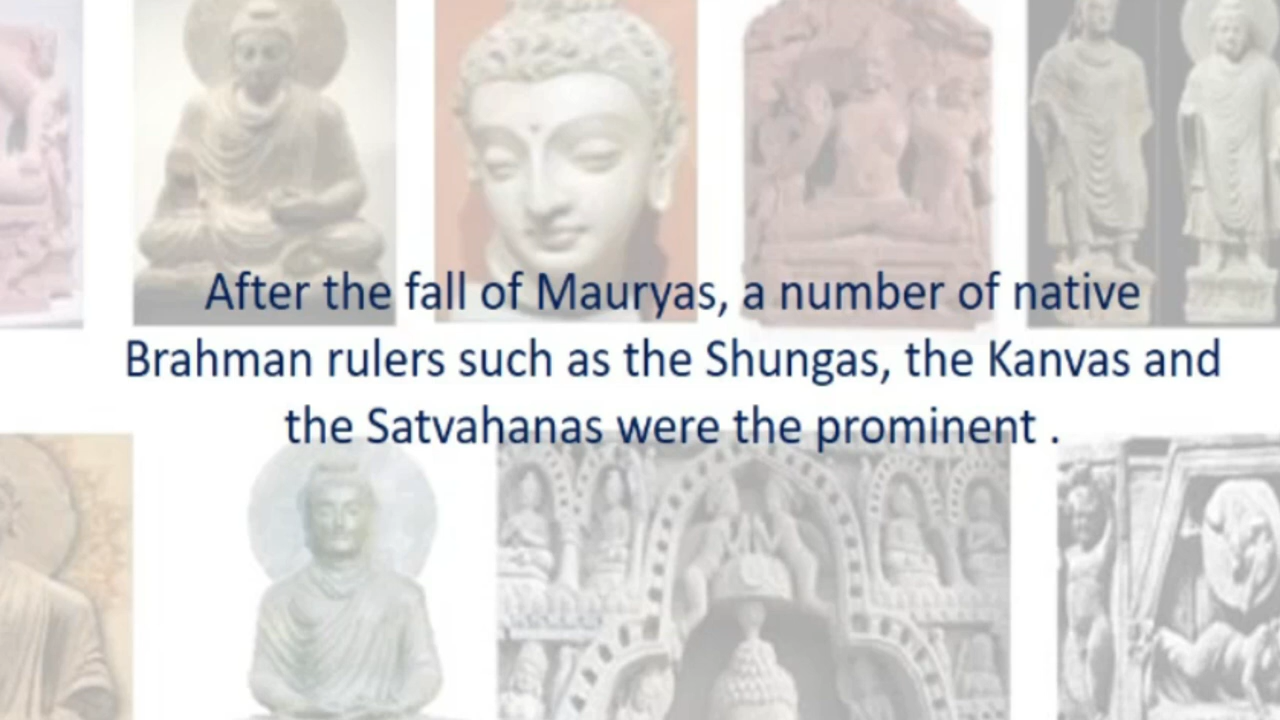 After the fall of Mauryas, a number of native
Brahman rulers such as the Shungas, the Kanvas and
the Satvahanas were the prominent .